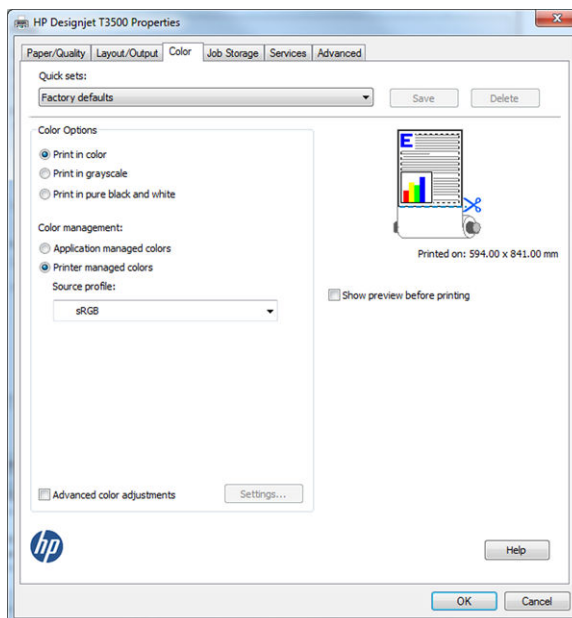 HP Designjet T3500 Properties
Paper/Quality Layout/Output Color Job Storage Services Advanced
Quick sets:
Factory defaults Save Delete
Color Options
Print in color
Print in grayscale
Print in pure black and white
E
Color management:
Application managed colors
Printer managed colors
Printed on: 594.00 x 841.00 mm
Source profile:
sRGB
Show preview before printing
Advanced color adjustments Settings...
hp
Help
OK Cancel